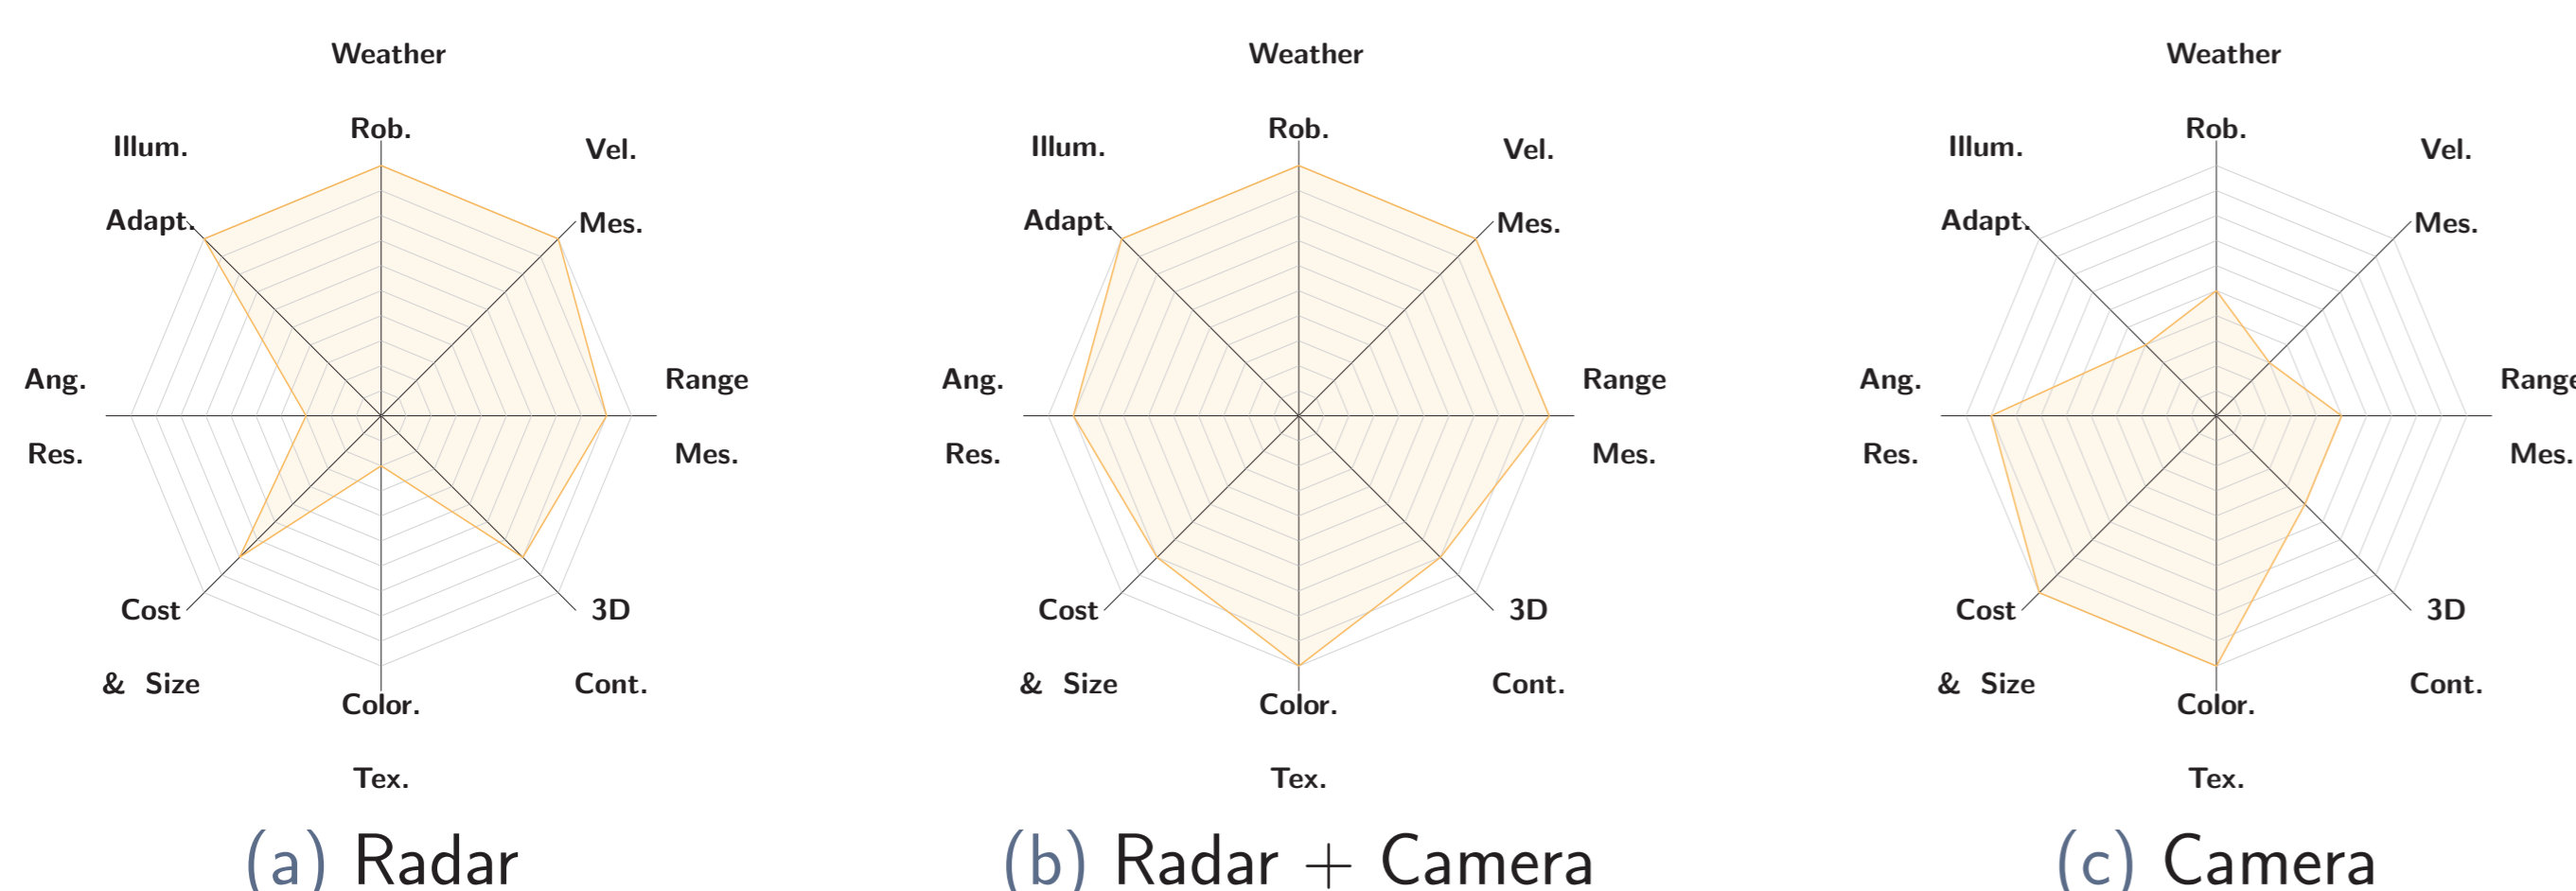 Weather
Rob.
Illum.
Adapt.
Vel.
Mes.
Ang.
Res.
Range
Mes.
Cost
& Size
3D
Cont.
Color.
Tex.
(a) Radar
Weather
Rob.
Illum.
Adapt.
Vel.
Mes.
Ang.
Res.
Range
Mes.
Cost
& Size
3D
Cont.
Color.
Tex.
(b) Radar + Camera
Weather
Rob.
Illum.
Adapt.
Vel.
Mes.
Ang.
Res.
Range
Mes.
Cost
& Size
3D
Cont.
Color.
Tex.
(c) Camera